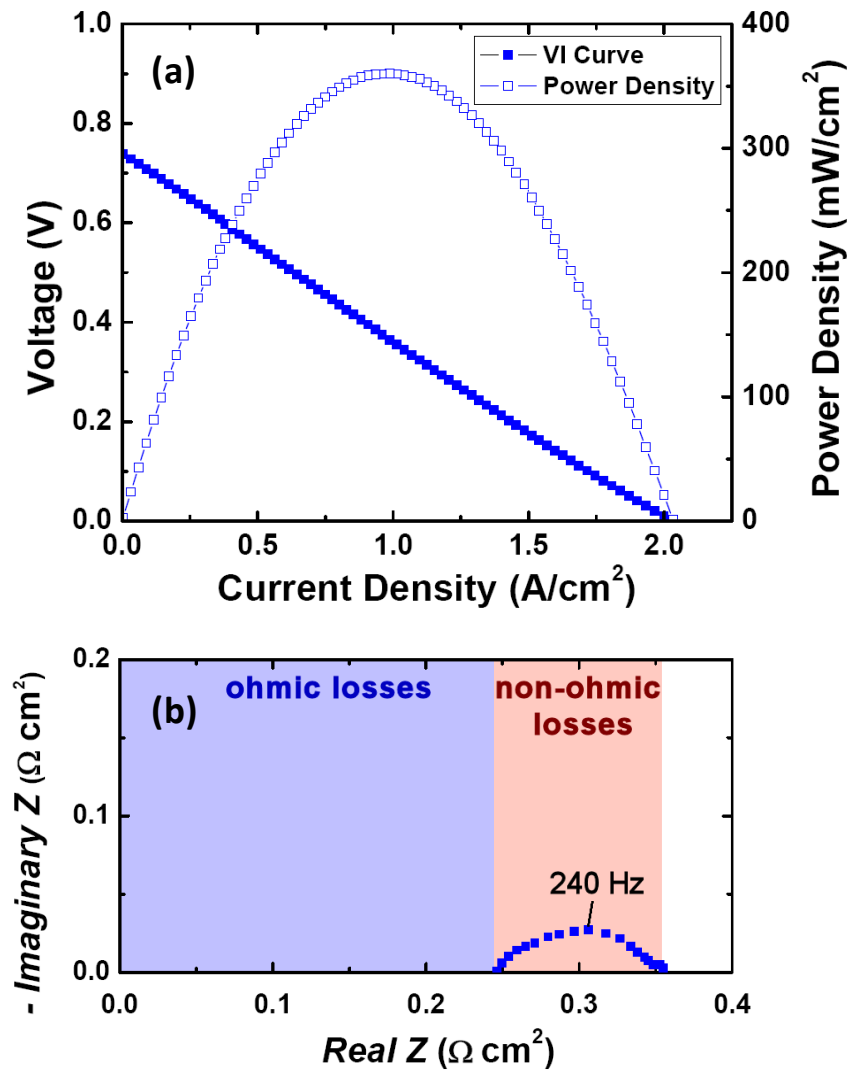 (a)
VI Curve
Power Density
1.0
0.8
0.6
0.4
0.2
0.0
Voltage (V)
400
300
200
100
0
Power Density (mW/cm²)
0.0 0.5 1.0 1.5 2.0
Current Density (A/cm²)
(b)
ohmic losses
non-ohmic
losses
240 Hz
0.2
0.1
0.0
- Imaginary Z (Ω cm²)
0.0 0.1 0.2 0.3 0.4
Real Z (Ω cm²)